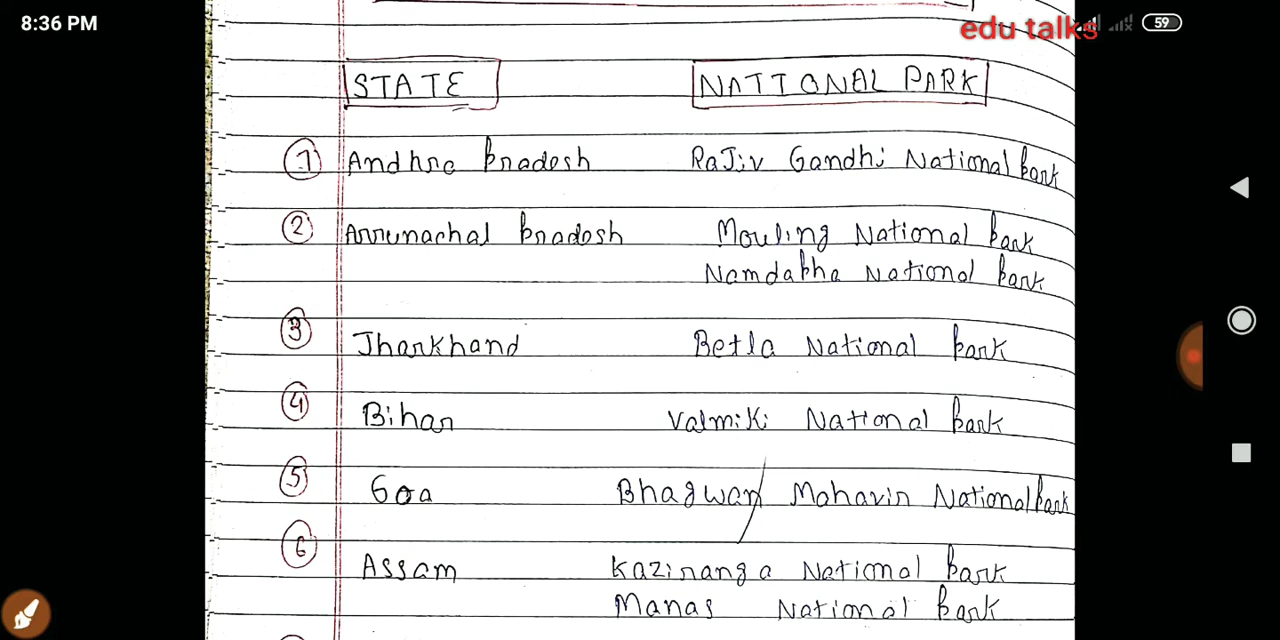 8:36 PM
edu talks
59
STATE NATIONAL PARK
1 Andhra Pradesh Rajiv Gandhi National Park
2 Arrunachal Pradesh Mouling National Park
Namdapha National Park
3 Jharkhand Betla National Park
4 Bihar Valmiki National Park
5 Goa Bhagwan Mahavir National Park
6 Assam Kaziranga National Park
Manas National Park